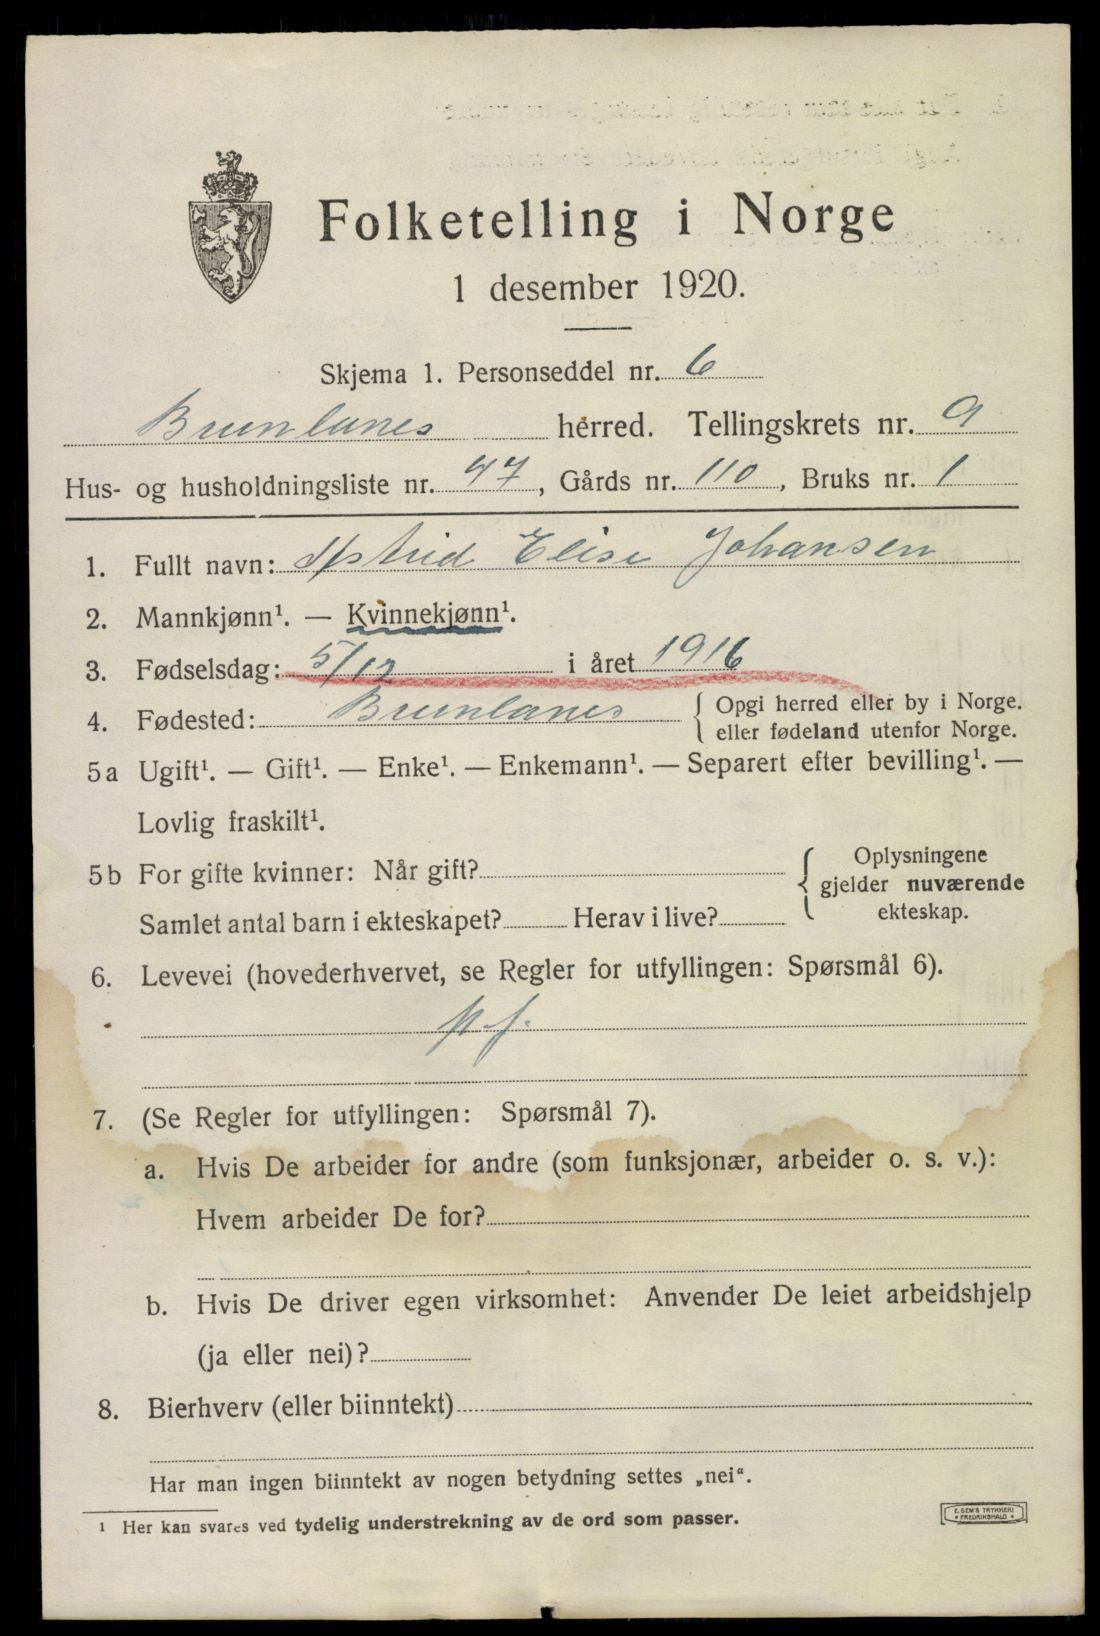 Folketelling i Norge
1 desember 1920.
Skjema 1. Personseddel nr. 6
Brunlanes herred. Tellingskrets nr. 9
Hus- og husholdningsliste nr. 47, Gårds nr. 110, Bruks nr. 1
1. Fullt navn: Astrid Elise Johansen
2. Mannkjønn¹. — Kvinnekjønn¹.
3. Fødselsdag: 5/12 i året 1916
4. Fødested: Brunlanes { Opgi herred eller by i Norge.
eller fødeland utenfor Norge.
5a Ugift¹. — Gift¹. — Enke¹. — Enkemann¹. — Separert efter bevilling¹. —
Lovlig fraskilt¹.
5b For gifte kvinner: Når gift?
Samlet antal barn i ekteskapet? Herav i live?
{ Oplysningene
gjelder nuværende
ekteskap.
6. Levevei (hovederhvervet, se Regler for utfyllingen: Spørsmål 6).
7. (Se Regler for utfyllingen: Spørsmål 7).
a. Hvis De arbeider for andre (som funksjonær, arbeider o. s. v.):
Hvem arbeider De for?
b. Hvis De driver egen virksomhet: Anvender De leiet arbeidshjelp
(ja eller nei)?
8. Bierhverv (eller biinntekt)
Har man ingen biinntekt av nogen betydning settes „nei“.
¹ Her kan svares ved tydelig understrekning av de ord som passer.
E. SEM'S TRYKKERI
FREDRIKSHALD